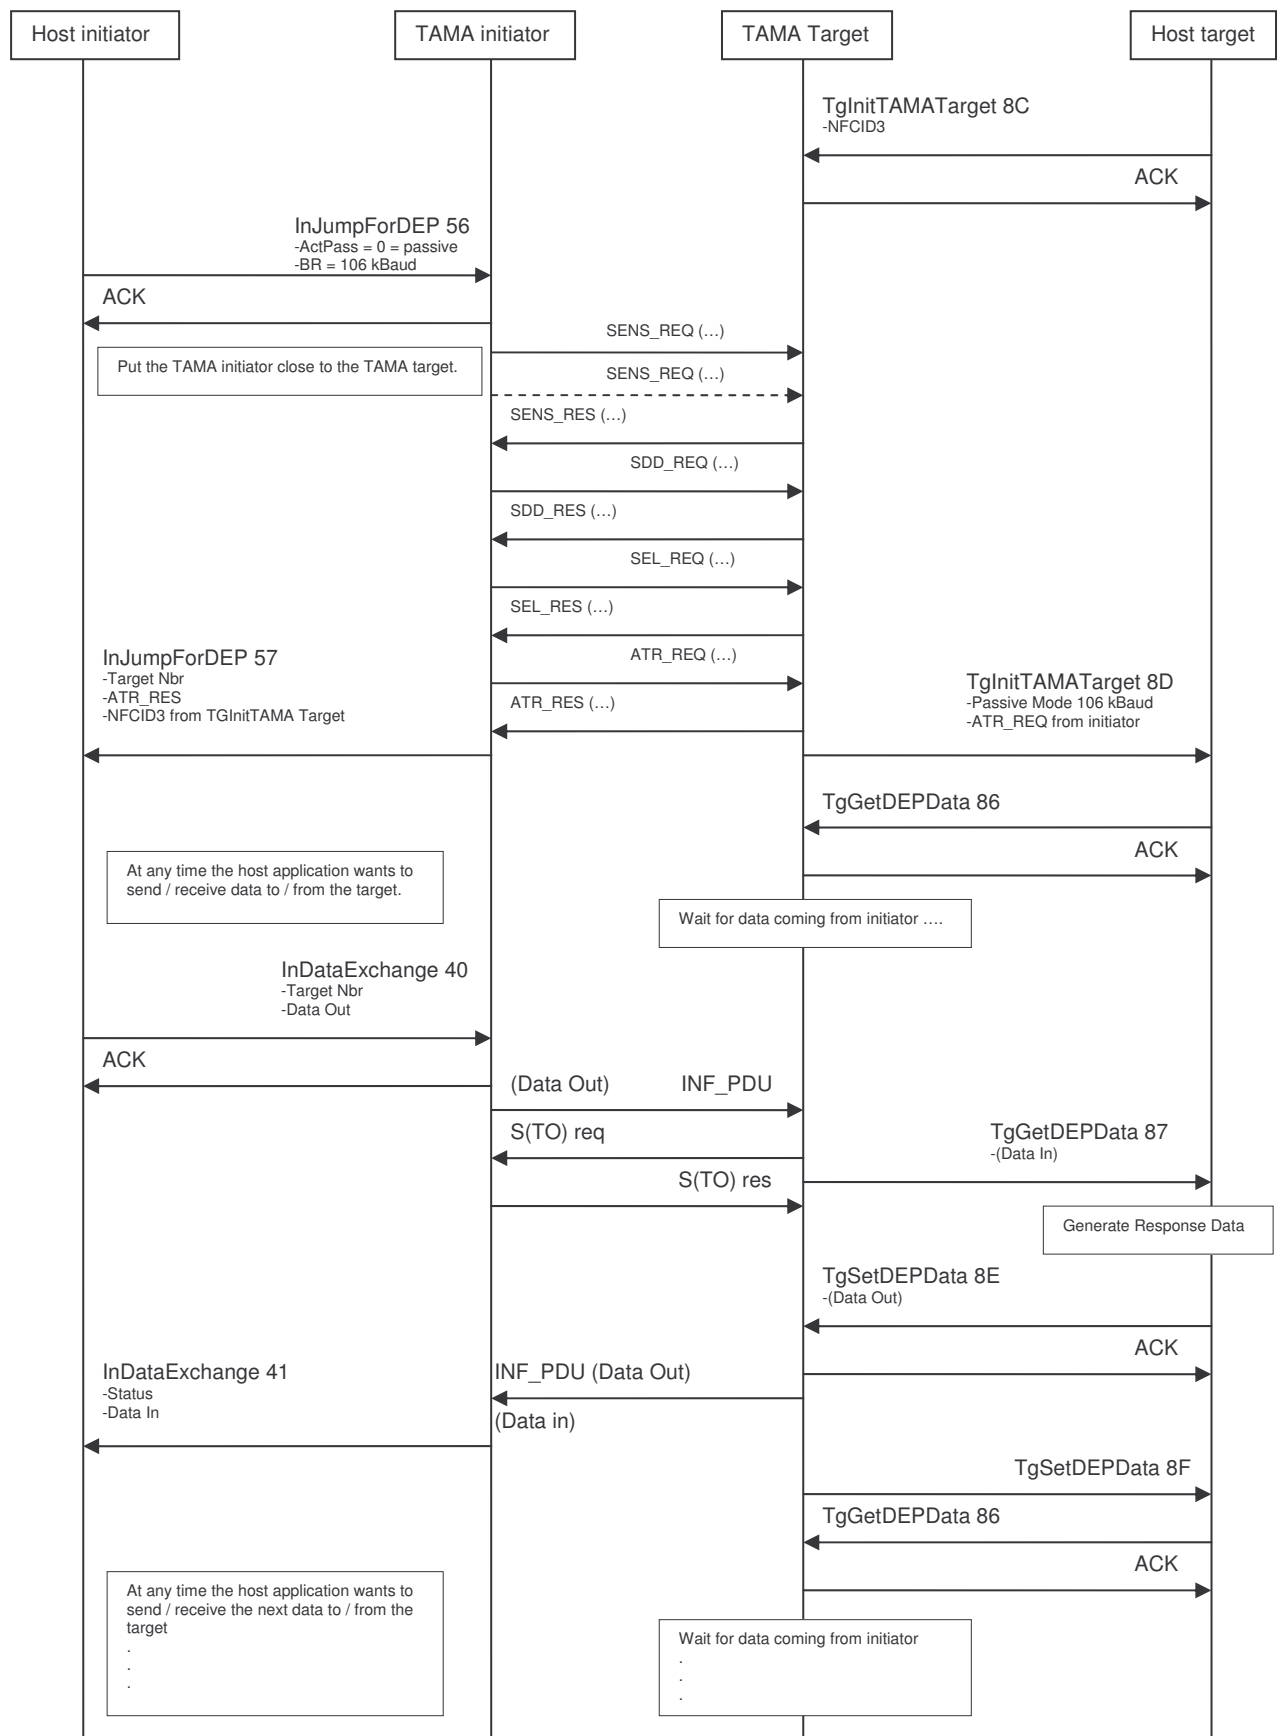 Host initiator
TAMA initiator
TAMA Target
Host target
TgInitTAMATarget 8C
-NFCID3
ACK
InJumpForDEP 56
-ActPass = 0 = passive
-BR = 106 kBaud
ACK
SENS_REQ (…)
Put the TAMA initiator close to the TAMA target.
SENS_REQ (…)
SENS_RES (…)
SDD_REQ (…)
SDD_RES (…)
SEL_REQ (…)
SEL_RES (…)
ATR_REQ (…)
InJumpForDEP 57
-Target Nbr
-ATR_RES
-NFCID3 from TGInitTAMA Target
ATR_RES (…)
TgInitTAMATarget 8D
-Passive Mode 106 kBaud
-ATR_REQ from initiator
TgGetDEPData 86
ACK
At any time the host application wants to
send / receive data to / from the target.
Wait for data coming from initiator ….
InDataExchange 40
-Target Nbr
-Data Out
ACK
(Data Out) INF_PDU
S(TO) req
TgGetDEPData 87
-(Data In)
S(TO) res
Generate Response Data
TgSetDEPData 8E
-(Data Out)
ACK
InDataExchange 41
-Status
-Data In
INF_PDU (Data Out)
(Data in)
TgSetDEPData 8F
TgGetDEPData 86
ACK
At any time the host application wants to
send / receive the next data to / from the
target
.
.
.
Wait for data coming from initiator
.
.
.